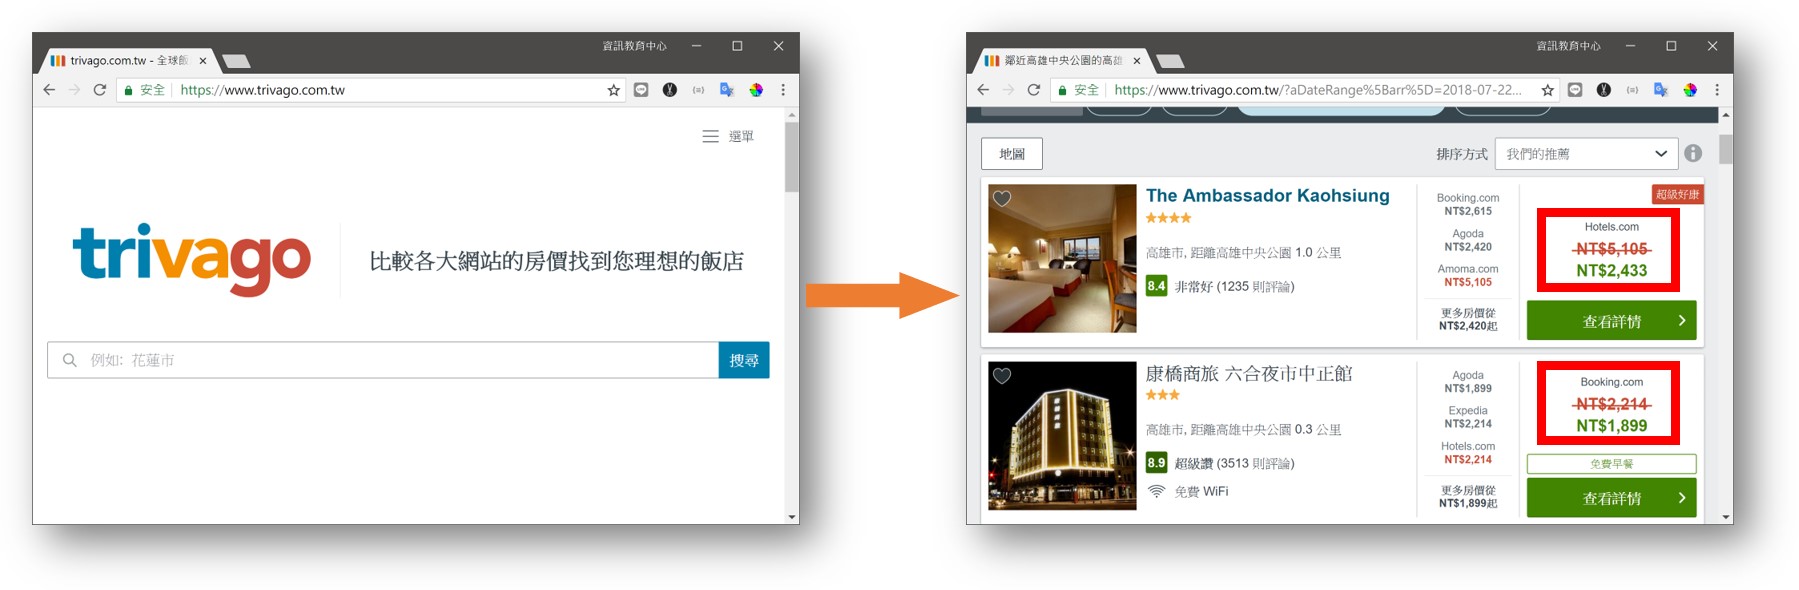 資訊教育中心
trivago.com.tw - 全球飯
安全 https://www.trivago.com.tw
選單
trivago
比較各大網站的房價找到您理想的飯店
例如: 花蓮市
搜尋
資訊教育中心
鄰近高雄中央公園的高雄
安全 https://www.trivago.com.tw/?aDateRange%5Barr%5D=2018-07-22...
地圖
排序方式 我們的推薦
The Ambassador Kaohsiung
高雄市, 距離高雄中央公園 1.0 公里
8.4 非常好 (1235 則評論)
Booking.com
NT$2,615
Agoda
NT$2,420
Amoma.com
NT$5,105
更多房價從
NT$2,420起
超級好康
Hotels.com
NT$5,105
NT$2,433
查看詳情
康橋商旅 六合夜市中正館
高雄市, 距離高雄中央公園 0.3 公里
8.9 超級讚 (3513 則評論)
免費 WiFi
Agoda
NT$1,899
Expedia
NT$2,214
Hotels.com
NT$2,214
更多房價從
NT$1,899起
Booking.com
NT$2,214
NT$1,899
免費早餐
查看詳情